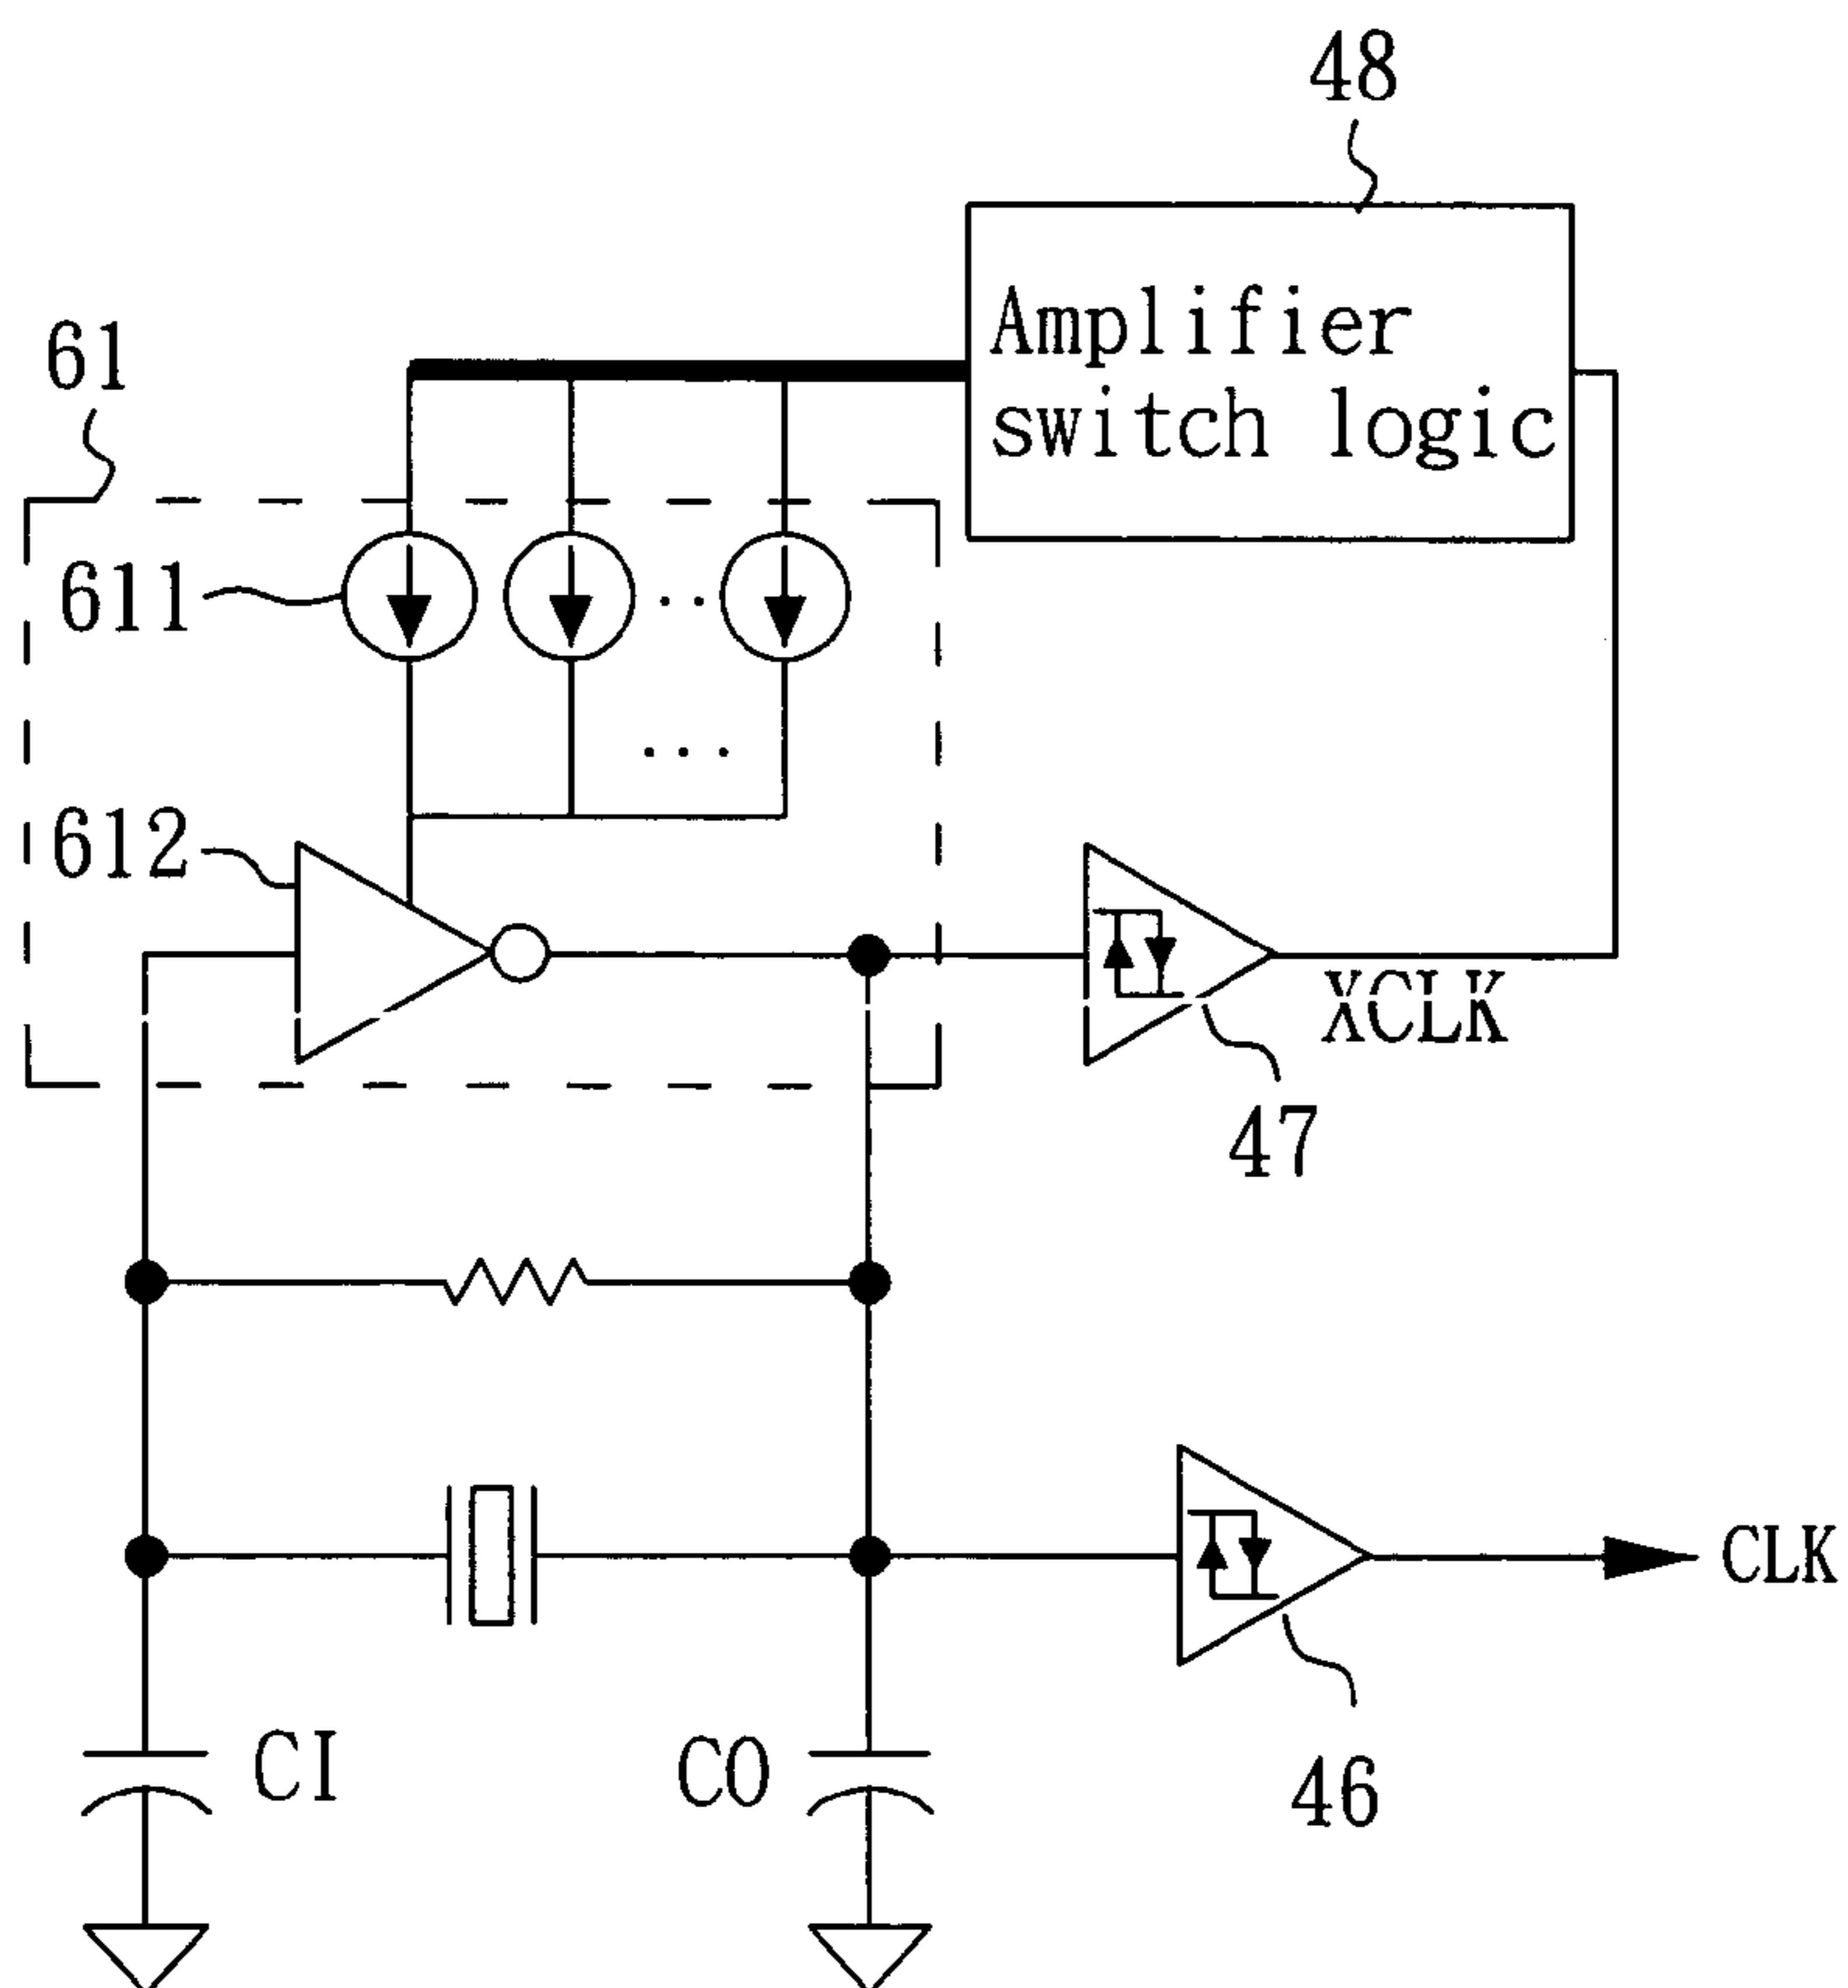 48
Amplifier
switch logic
61
611
. .
. . .
612
XCLK
47
CLK
CI
CO
46